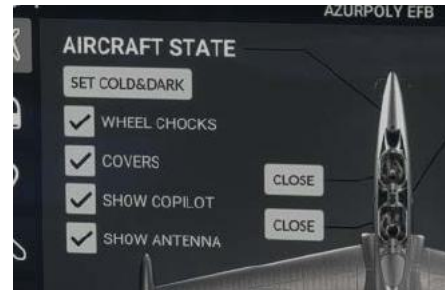 AZURPOLY EFB
AIRCRAFT STATE
SET COLD&DARK
WHEEL CHOCKS
COVERS
CLOSE
SHOW COPILOT
CLOSE
SHOW ANTENNA